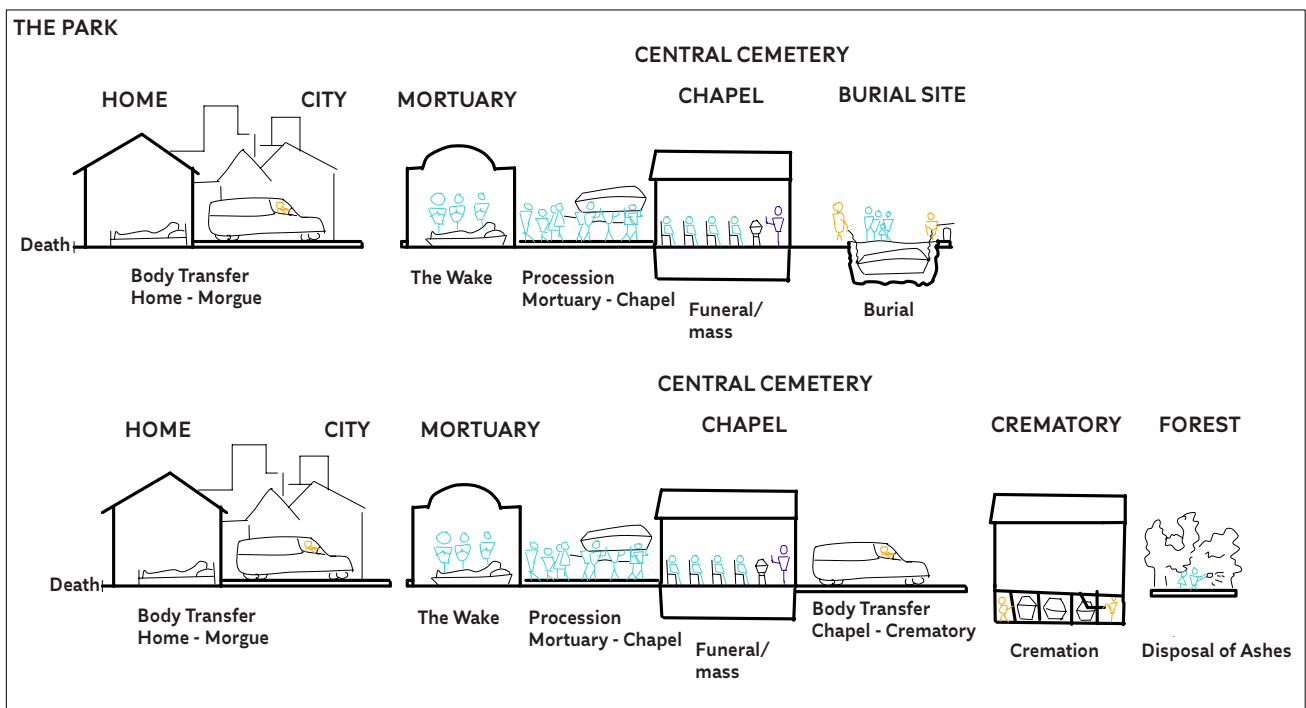 THE PARK
CENTRAL CEMETERY
HOME
CITY
MORTUARY
CHAPEL
BURIAL SITE
Death
Body Transfer
Home - Morgue
The Wake
Procession
Mortuary - Chapel
Funeral/
mass
Burial
CENTRAL CEMETERY
HOME
CITY
MORTUARY
CHAPEL
CREMATORY
FOREST
Death
Body Transfer
Home - Morgue
The Wake
Procession
Mortuary - Chapel
Funeral/
mass
Body Transfer
Chapel - Crematory
Cremation
Disposal of Ashes